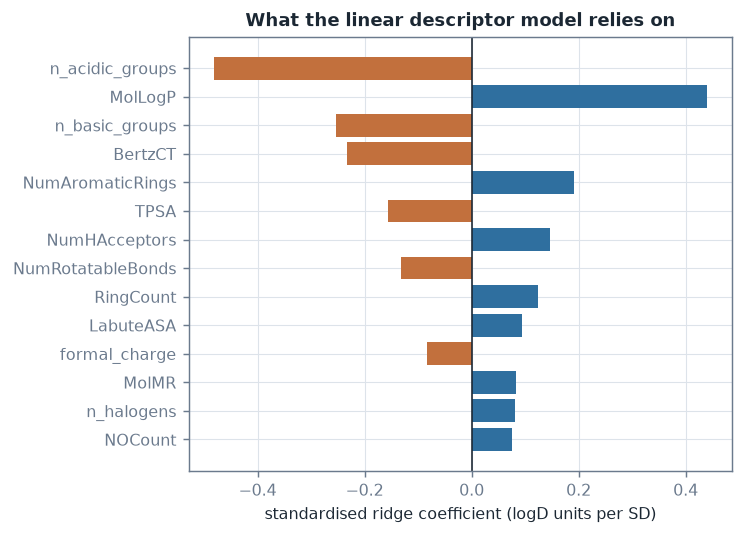 What the linear descriptor model relies on
n_acidic_groups
MolLogP
n_basic_groups
BertzCT
NumAromaticRings
TPSA
NumHAcceptors
NumRotatableBonds
RingCount
LabuteASA
formal_charge
MolMR
n_halogens
NOCount
−0.4 −0.2 0.0 0.2 0.4
standardised ridge coefficient (logD units per SD)